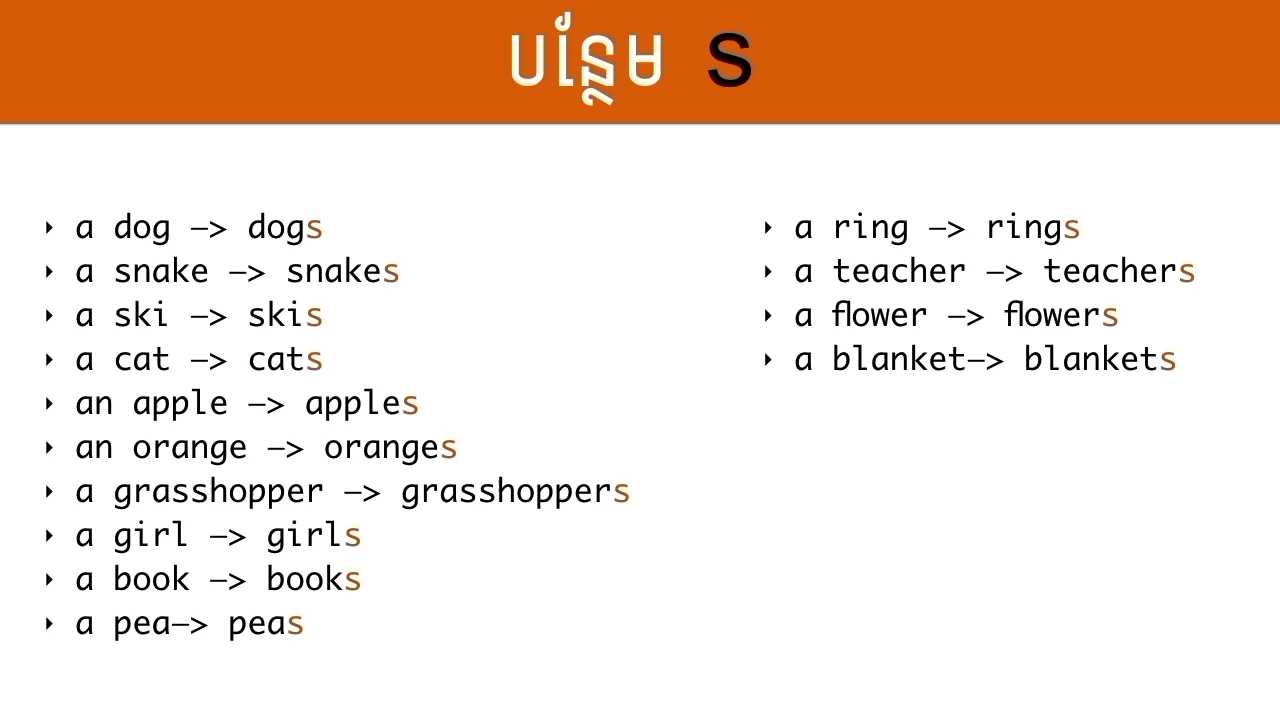 បន្ថែម s
‣ a dog —> dogs
‣ a snake —> snakes
‣ a ski —> skis
‣ a cat —> cats
‣ an apple —> apples
‣ an orange —> oranges
‣ a grasshopper —> grasshoppers
‣ a girl —> girls
‣ a book —> books
‣ a pea—> peas
‣ a ring —> rings
‣ a teacher —> teachers
‣ a flower —> flowers
‣ a blanket—> blankets